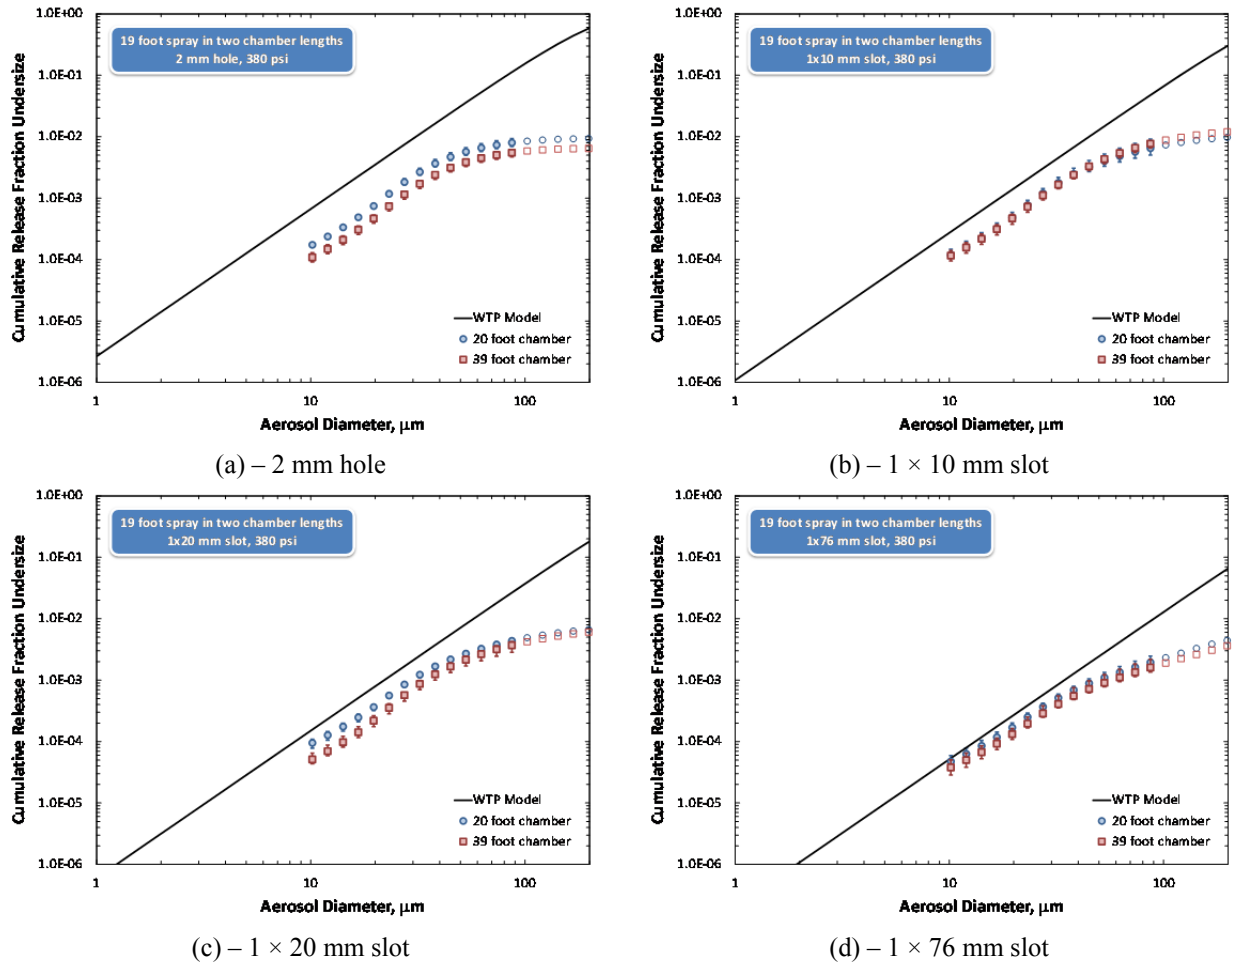 Cumulative Release Fraction Undersize
1.0E+00
1.0E-01
1.0E-02
1.0E-03
1.0E-04
1.0E-05
1.0E-06
19 foot spray in two chamber lengths
2 mm hole, 380 psi
WTP Model
20 foot chamber
39 foot chamber
1 10 100
Aerosol Diameter, μm
(a) – 2 mm hole
Cumulative Release Fraction Undersize
1.0E+00
1.0E-01
1.0E-02
1.0E-03
1.0E-04
1.0E-05
1.0E-06
19 foot spray in two chamber lengths
1x10 mm slot, 380 psi
WTP Model
20 foot chamber
39 foot chamber
1 10 100
Aerosol Diameter, μm
(b) – 1 × 10 mm slot
Cumulative Release Fraction Undersize
1.0E+00
1.0E-01
1.0E-02
1.0E-03
1.0E-04
1.0E-05
1.0E-06
19 foot spray in two chamber lengths
1x20 mm slot, 380 psi
WTP Model
20 foot chamber
39 foot chamber
1 10 100
Aerosol Diameter, μm
(c) – 1 × 20 mm slot
Cumulative Release Fraction Undersize
1.0E+00
1.0E-01
1.0E-02
1.0E-03
1.0E-04
1.0E-05
1.0E-06
19 foot spray in two chamber lengths
1x76 mm slot, 380 psi
WTP Model
20 foot chamber
39 foot chamber
1 10 100
Aerosol Diameter, μm
(d) – 1 × 76 mm slot